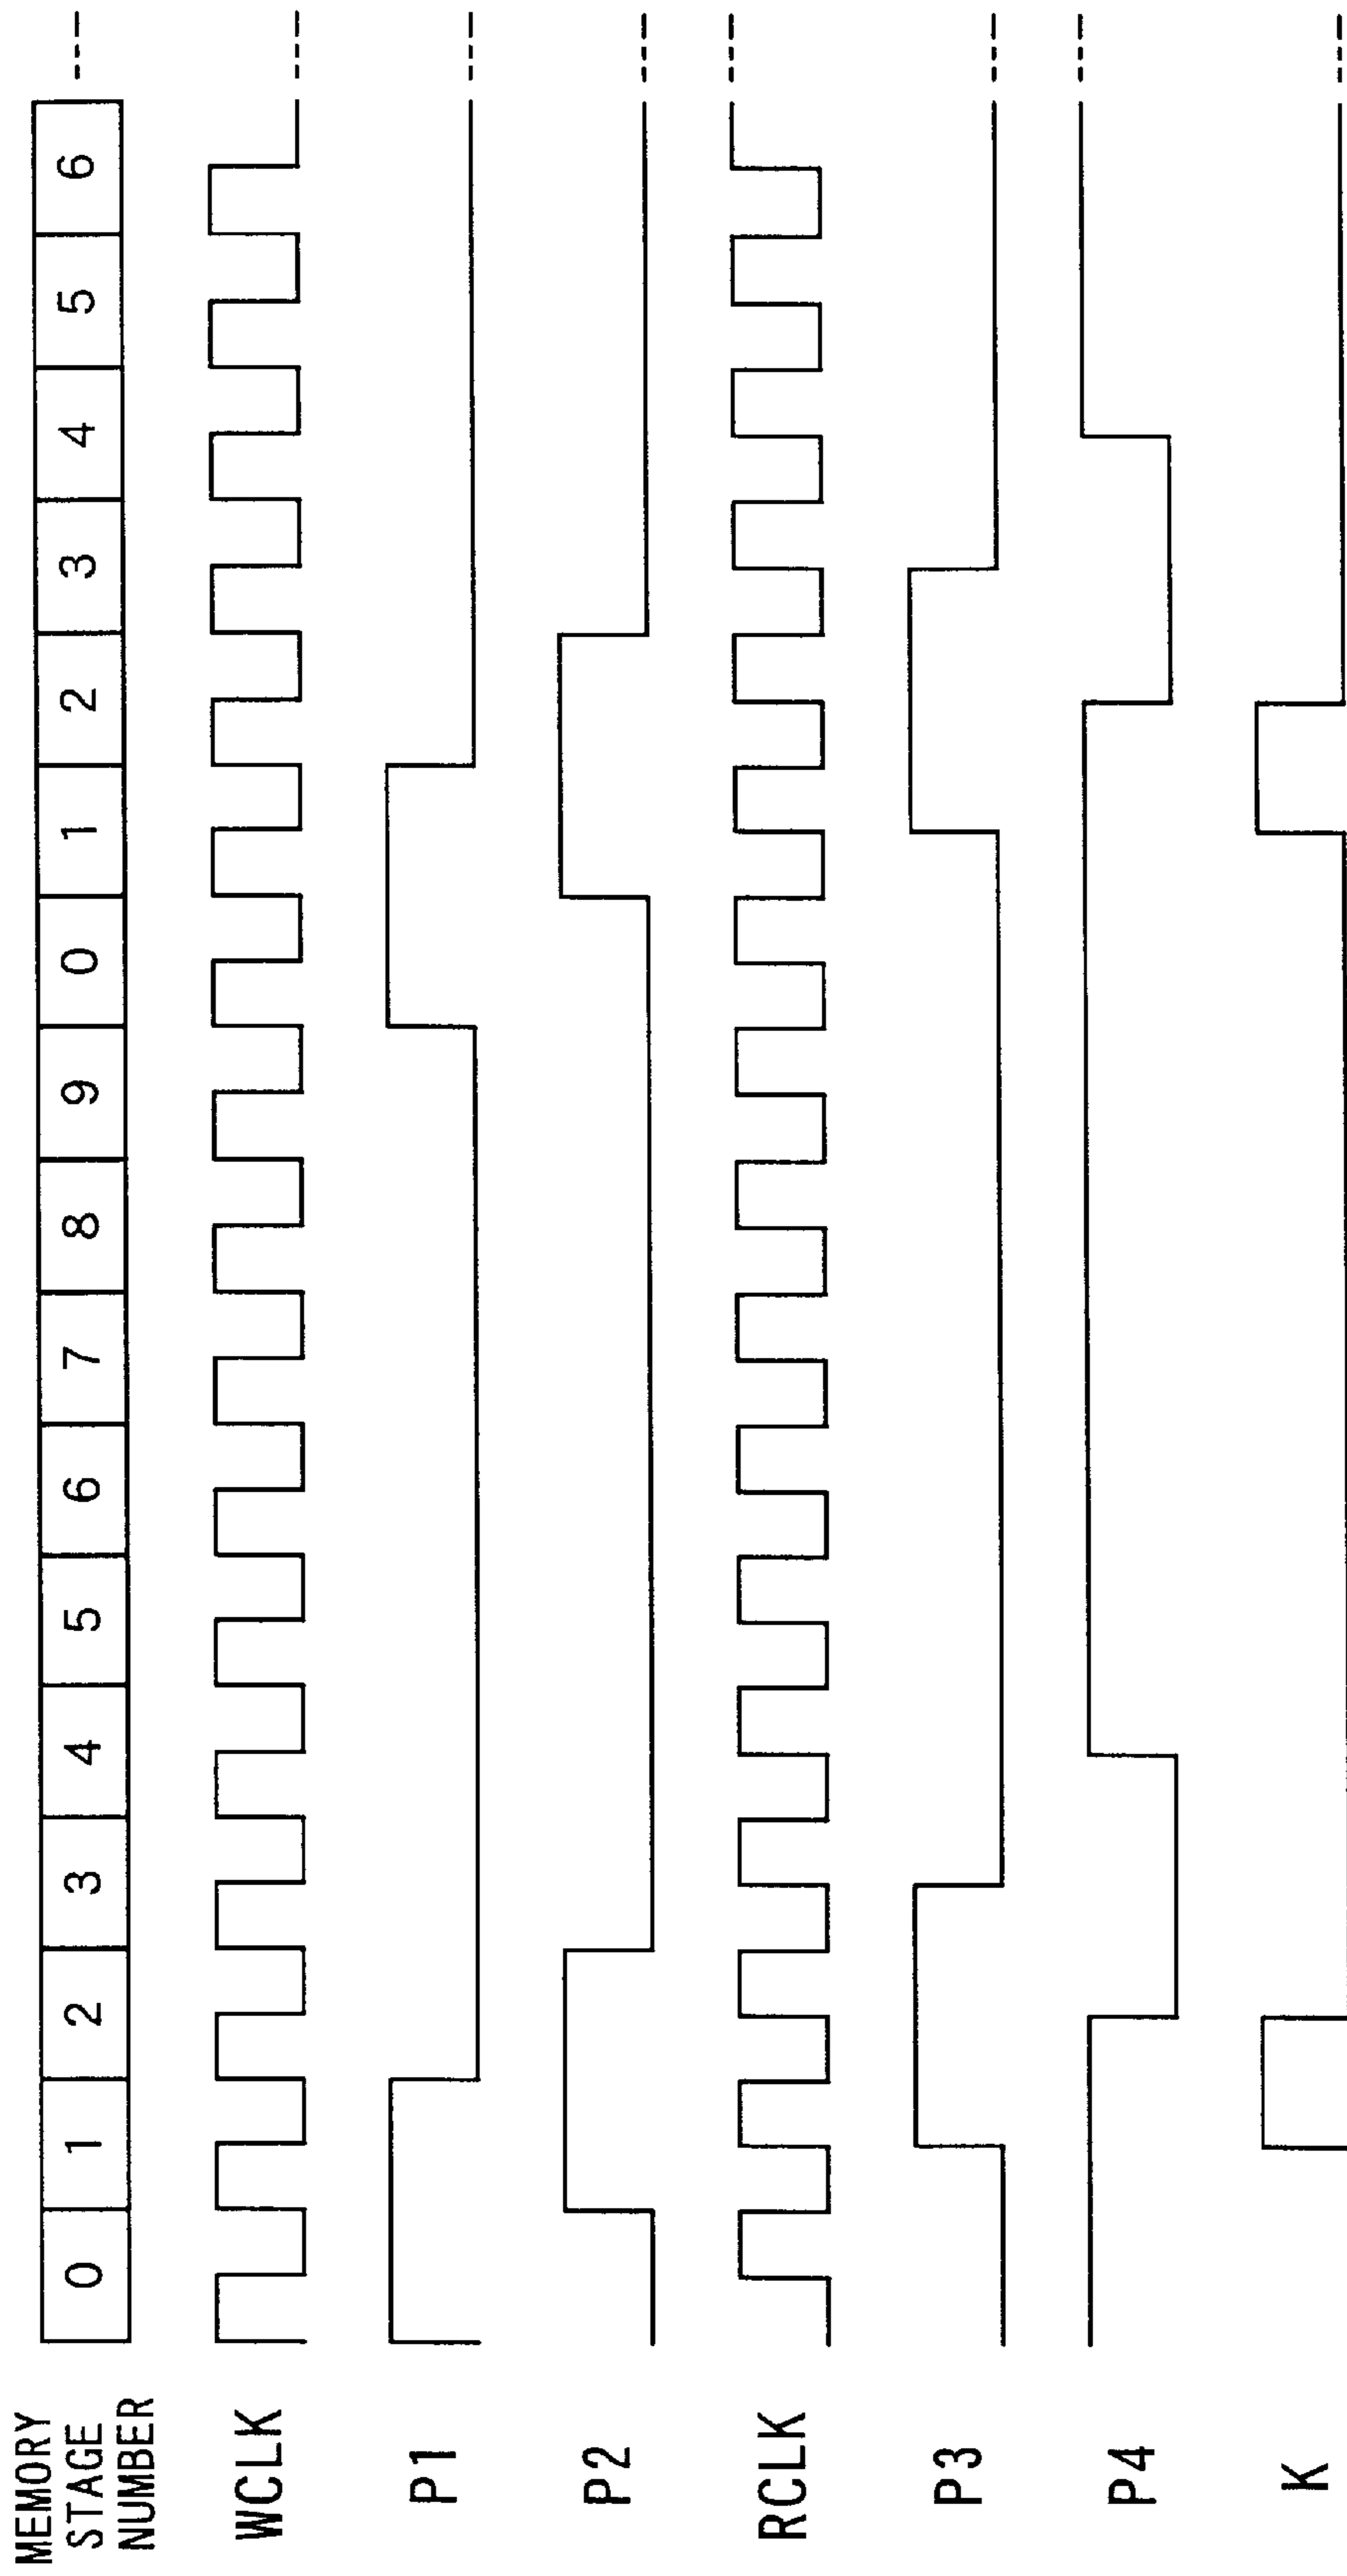 MEMORY
STAGE
NUMBER
0 1 2 3 4 5 6 7 8 9 0 1 2 3 4 5 6
WCLK
P1
P2
RCLK
P3
P4
K